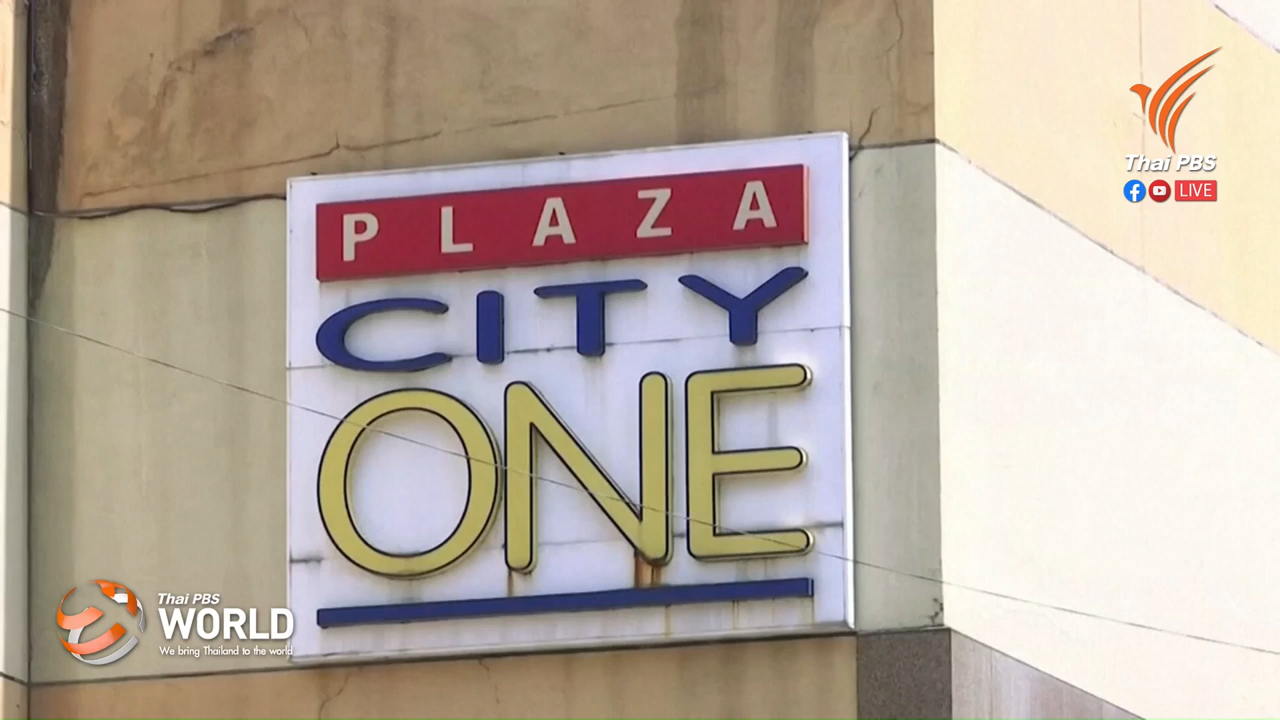 PLAZA
CITY
ONE
Thai PBS
LIVE
Thai PBS
WORLD
We bring Thailand to the world